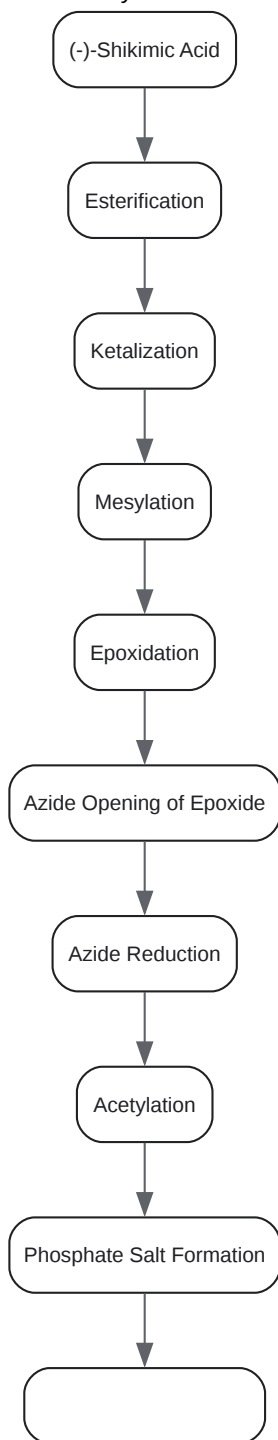 (-)-Shikimic Acid
Esterification
Ketalization
Mesylation
Epoxidation
Azide Opening of Epoxide
Azide Reduction
Acetylation
Phosphate Salt Formation